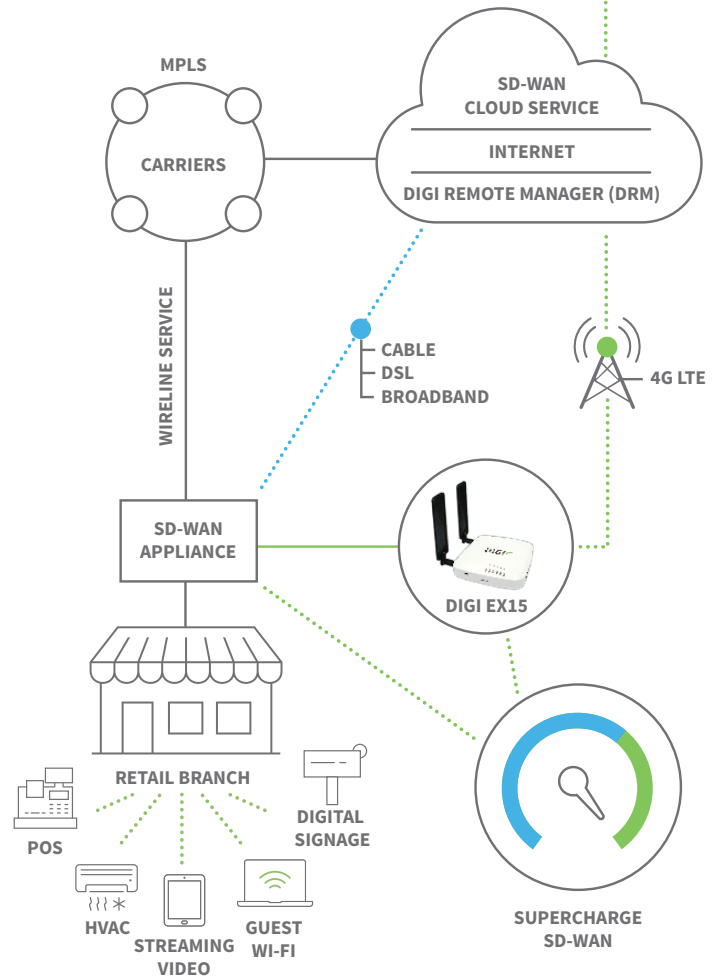 MPLS
CARRIERS
SD-WAN
CLOUD SERVICE
INTERNET
DIGI REMOTE MANAGER (DRM)
WIRELINE SERVICE
CABLE
DSL
BROADBAND
4G LTE
SD-WAN
APPLIANCE
DIGI
DIGI EX15
RETAIL BRANCH
POS
HVAC
STREAMING
VIDEO
GUEST
WI-FI
DIGITAL
SIGNAGE
SUPERCHARGE
SD-WAN